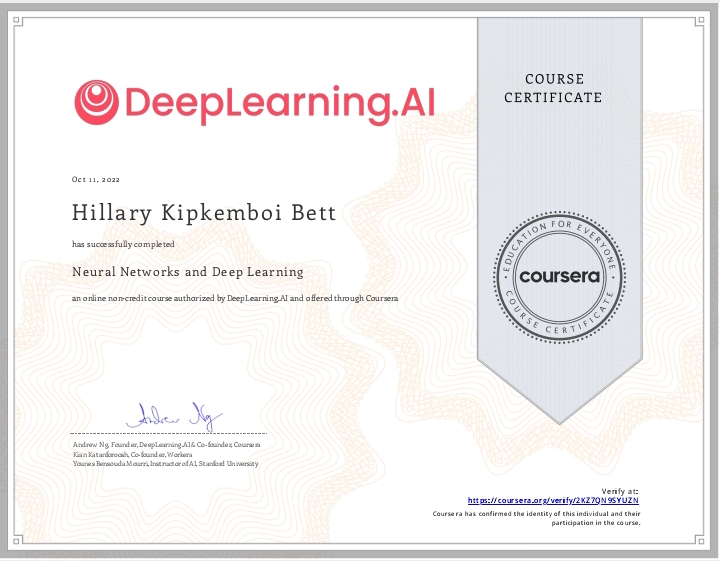 DeepLearning.AI
COURSE
CERTIFICATE
Oct 11, 2022
Hillary Kipkemboi Bett
has successfully completed
Neural Networks and Deep Learning
an online non-credit course authorized by DeepLearning.AI and offered through Coursera
EDUCATION FOR EVERYONE
coursera
COURSE CERTIFICATE
Andrew Ng
Andrew Ng, Founder, DeepLearning.AI & Co-founder, Coursera
Kian Katanforoosh, Co-founder, Workera
Younes Bensouda Mourri, Instructor of AI, Stanford University
Verify at:
https://coursera.org/verify/2KZ7QN9SYUZN
Coursera has confirmed the identity of this individual and their
participation in the course.